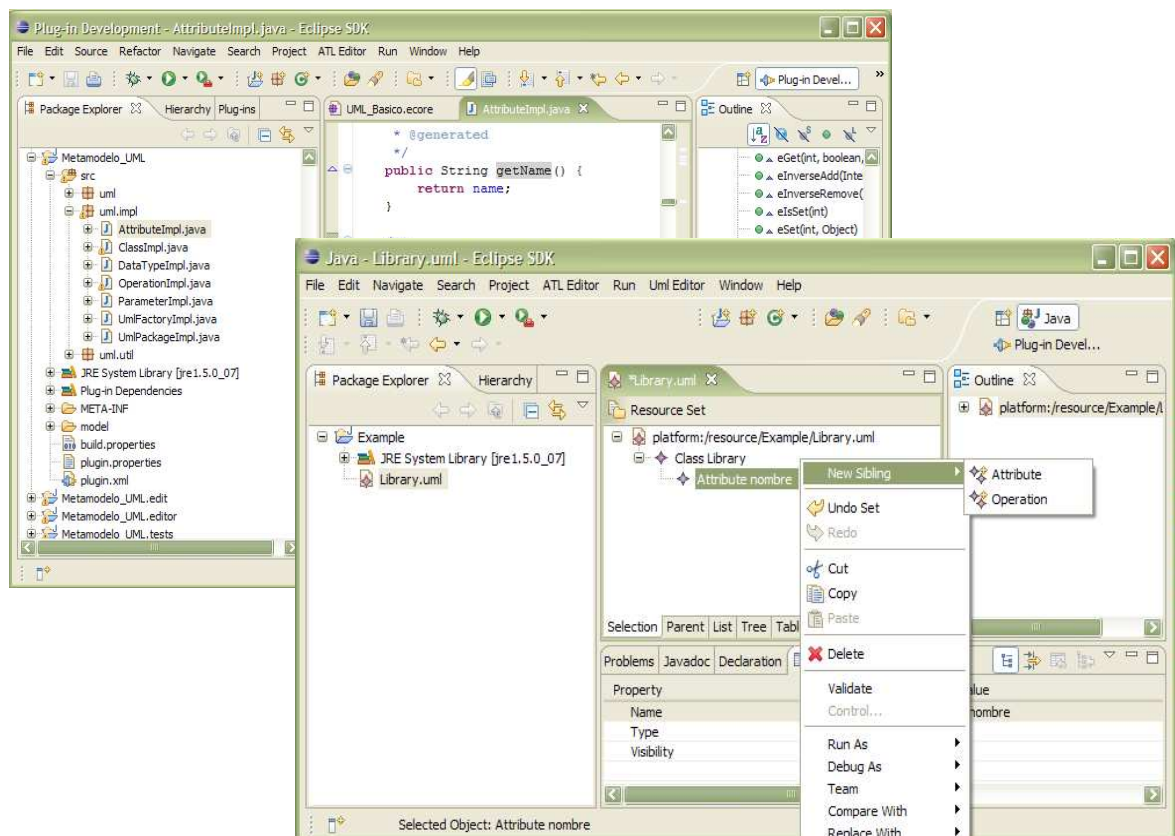 Plug-in Development - AttributeImpl.java - Eclipse SDK
File Edit Source Refactor Navigate Search Project ATL Editor Run Window Help
Plug-in Devel... »
Package Explorer Hierarchy Plug-ins
UML_Basico.ecore AttributeImpl.java
Outline
Metamodelo_UML
src
uml
uml.impl
AttributeImpl.java
ClassImpl.java
DataTypeImpl.java
OperationImpl.java
ParameterImpl.java
UmlFactoryImpl.java
UmlPackageImpl.java
uml.util
JRE System Library [jre1.5.0_07]
Plug-in Dependencies
META-INF
model
build.properties
plugin.properties
plugin.xml
Metamodelo_UML.edit
Metamodelo_UML.editor
Metamodelo_UML.tests
* @generated
*/
public String getName() {
return name;
}
eGet(int, boolean,
eInverseAdd(Inte
eInverseRemove(
eIsSet(int)
eSet(int, Object)
Java - Library.uml - Eclipse SDK
File Edit Navigate Search Project ATL Editor Run Uml Editor Window Help
Java
Plug-in Devel...
Package Explorer Hierarchy
*Library.uml
Outline
Example
JRE System Library [jre1.5.0_07]
Library.uml
Resource Set
platform:/resource/Example/Library.uml
Class Library
Attribute nombre
platform:/resource/Example/L
New Sibling
Attribute
Operation
Undo Set
Redo
Cut
Copy
Paste
Delete
Validate
Control...
Run As
Debug As
Team
Compare With
Replace With
Selection Parent List Tree Tabl
Problems Javadoc Declaration
Property
alue
Name
nombre
Type
Visibility
Selected Object: Attribute nombre